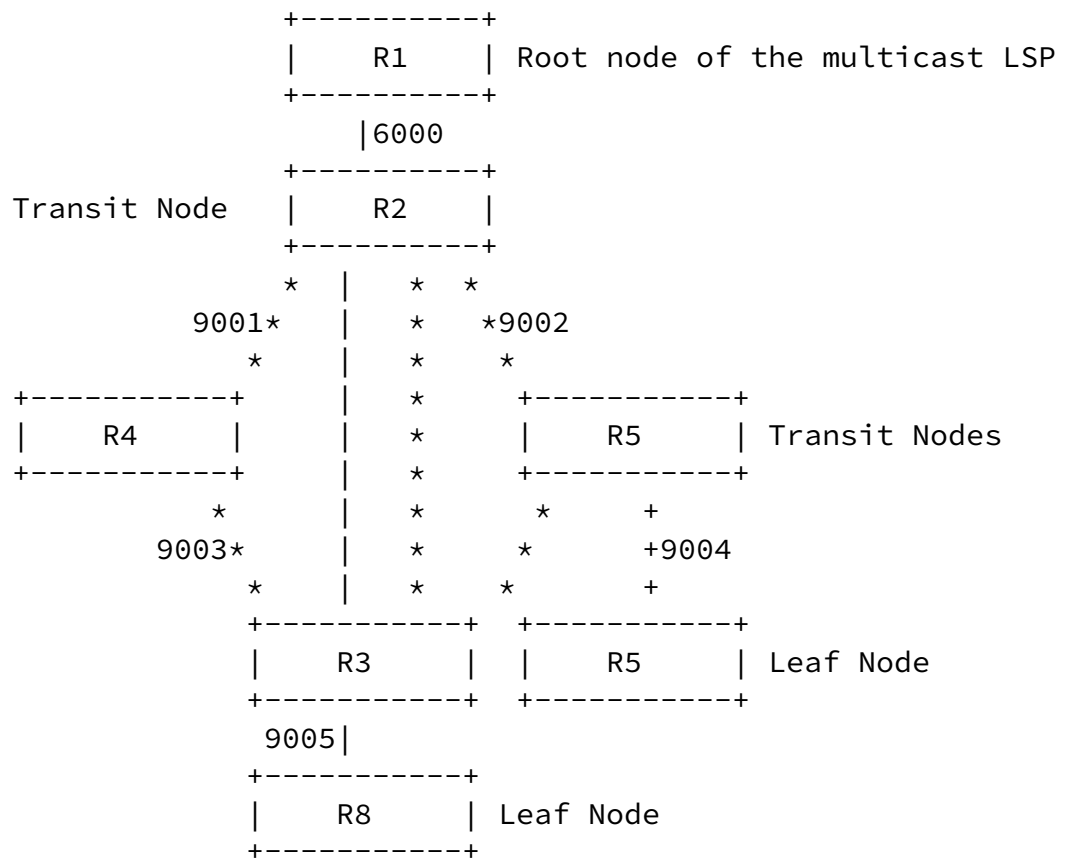 R1 Root node of the multicast LSP
6000
Transit Node R2
9001 9002
R4 R5 Transit Nodes
9003 9004
R3 R5 Leaf Node
9005
R8 Leaf Node